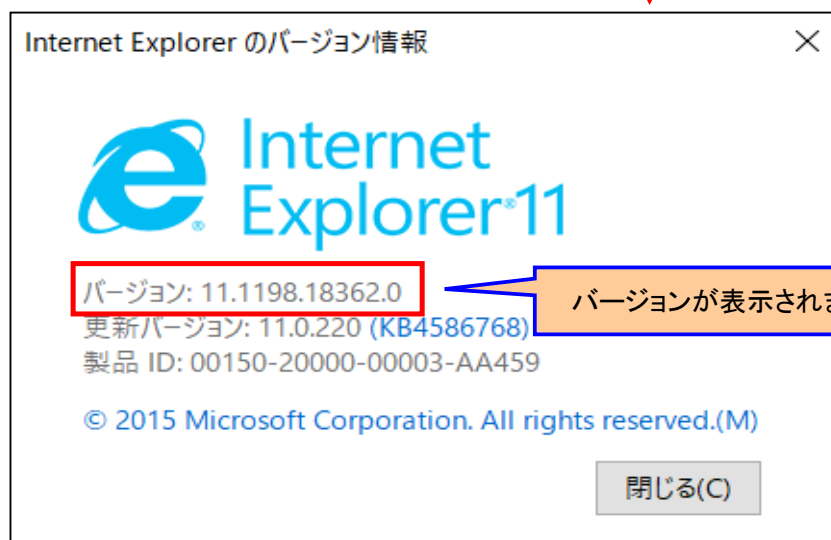 Internet Explorer のバージョン情報
Internet
Explorer®11
バージョン: 11.1198.18362.0
バージョンが表示されま
更新バージョン: 11.0.220 (KB4586768)
製品 ID: 00150-20000-00003-AA459
© 2015 Microsoft Corporation. All rights reserved.(M)
閉じる(C)